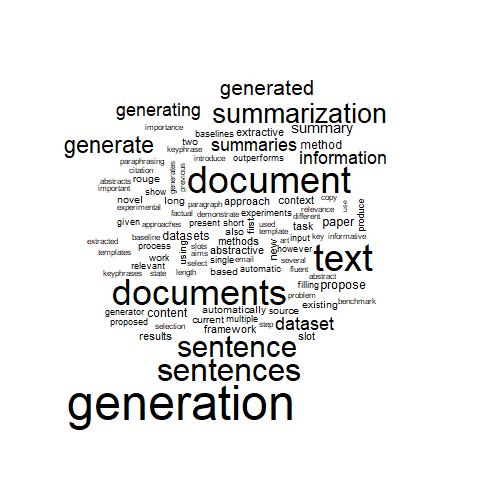 generated
generating summarization
importance
baselines extractive summary
generate two summaries method
keyphrase
paraphrasing introduce outperforms information
citation
abstracts rouge generates previous document
important show
novel long approach context copy
experimental paragraph relevance use produce
factual demonstrate experiments different
given approaches present short first used task paper
baseline datasets also template input key informative
extracted process methods new art however text
templates slots using abstractive
work aims single email several
relevant select automatic fluent
keyphrases state length based abstract
documents filling propose
problem
automatically source existing benchmark
generator content current multiple
proposed selection framework step dataset
results slot
sentence
sentences
generation